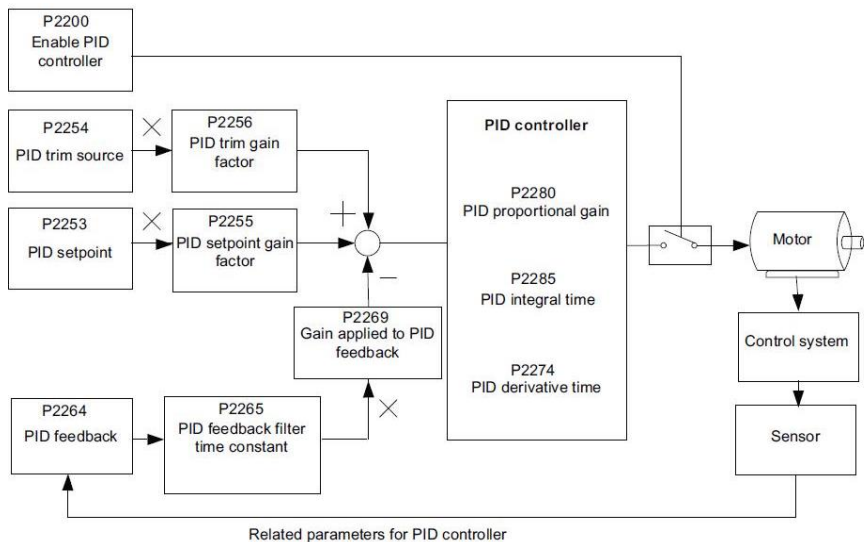 P2200
Enable PID
controller
P2254
PID trim source
P2256
PID trim gain
factor
P2253
PID setpoint
P2255
PID setpoint gain
factor
P2269
Gain applied to PID
feedback
P2264
PID feedback
P2265
PID feedback filter
time constant
PID controller
P2280
PID proportional gain
P2285
PID integral time
P2274
PID derivative time
Motor
Control system
Sensor
Related parameters for PID controller